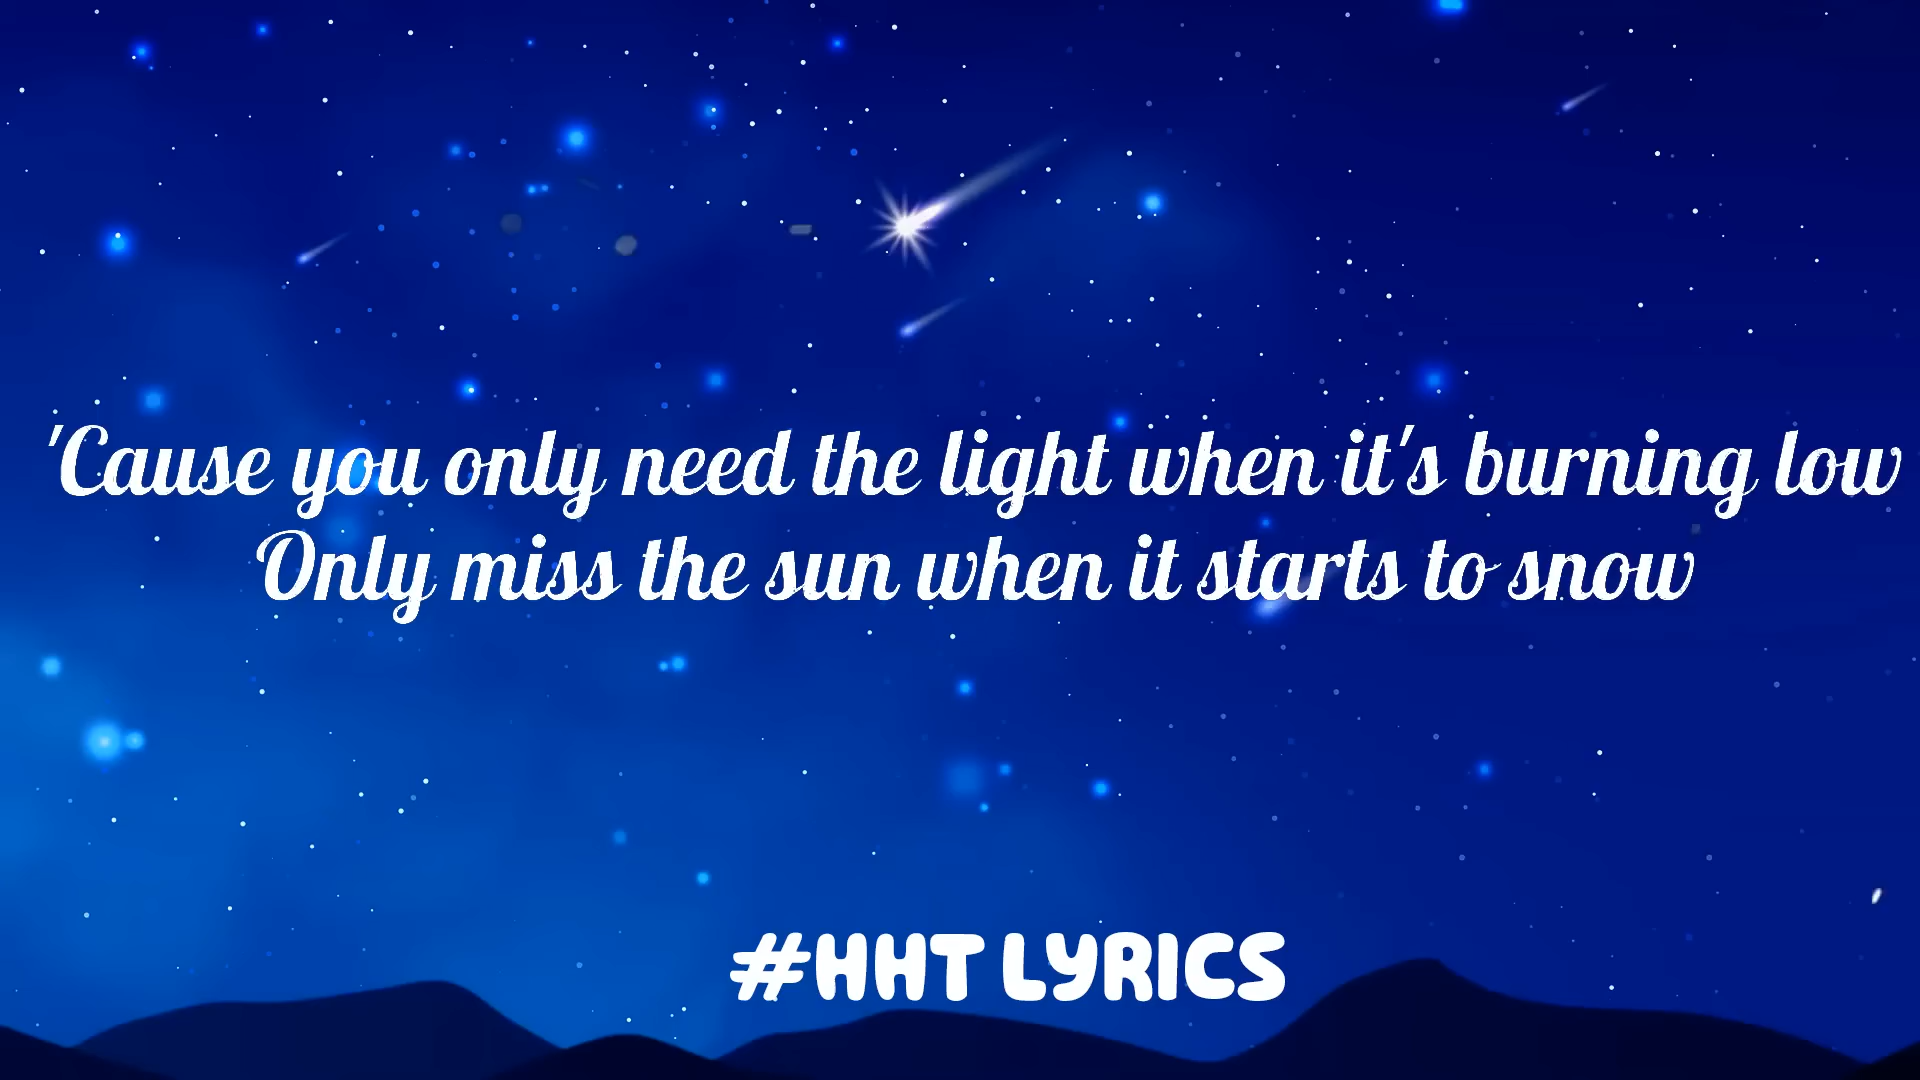 'Cause you only need the light when it's burning low
Only miss the sun when it starts to snow
#HHT LYRICS